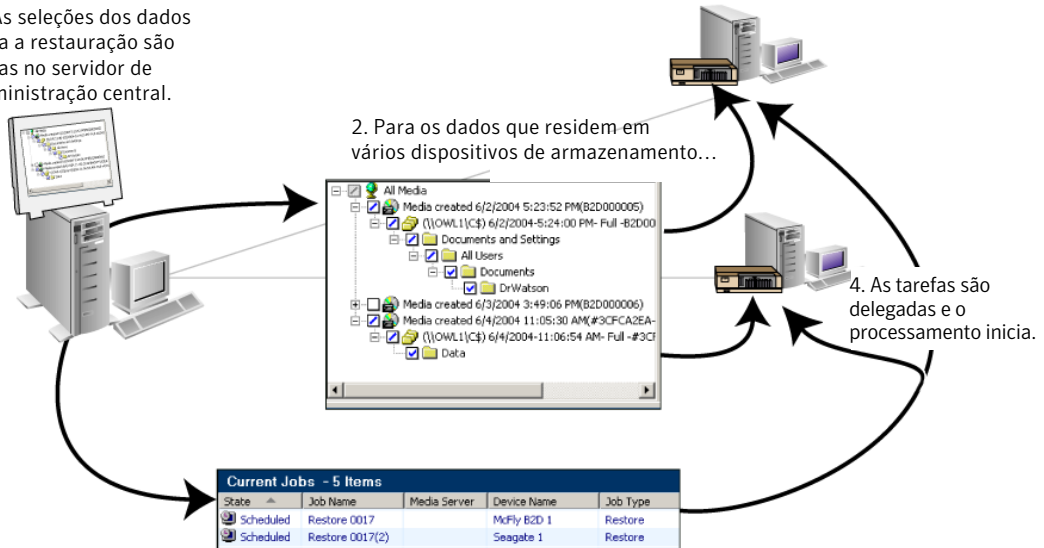 As seleções dos dados
a a restauração são
as no servidor de
ministração central.
2. Para os dados que residem em
vários dispositivos de armazenamento…
All Media
Media created 6/2/2004 5:23:52 PM(B2D000005)
(\\OWL1\C$) 6/2/2004-5:24:00 PM- Full -B2D00
Documents and Settings
All Users
Documents
DrWatson
Media created 6/3/2004 3:49:06 PM(B2D000006)
Media created 6/4/2004 11:05:30 AM(#3CFCA2EA-
(\\OWL1\C$) 6/4/2004-11:06:54 AM- Full -#3CF
Data
4. As tarefas são
delegadas e o
processamento inicia.
Current Jobs - 5 Items
State Job Name Media Server Device Name Job Type
Scheduled Restore 0017 McFly B2D 1 Restore
Scheduled Restore 0017(2) Seagate 1 Restore